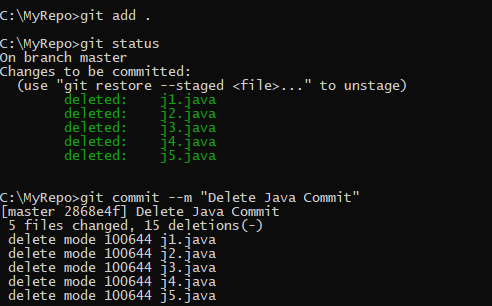 C:\MyRepo>git add .
C:\MyRepo>git status
On branch master
Changes to be committed:
  (use "git restore --staged <file>..." to unstage)
        deleted:    j1.java
        deleted:    j2.java
        deleted:    j3.java
        deleted:    j4.java
        deleted:    j5.java
C:\MyRepo>git commit --m "Delete Java Commit"
[master 2868e4f] Delete Java Commit
 5 files changed, 15 deletions(-)
 delete mode 100644 j1.java
 delete mode 100644 j2.java
 delete mode 100644 j3.java
 delete mode 100644 j4.java
 delete mode 100644 j5.java